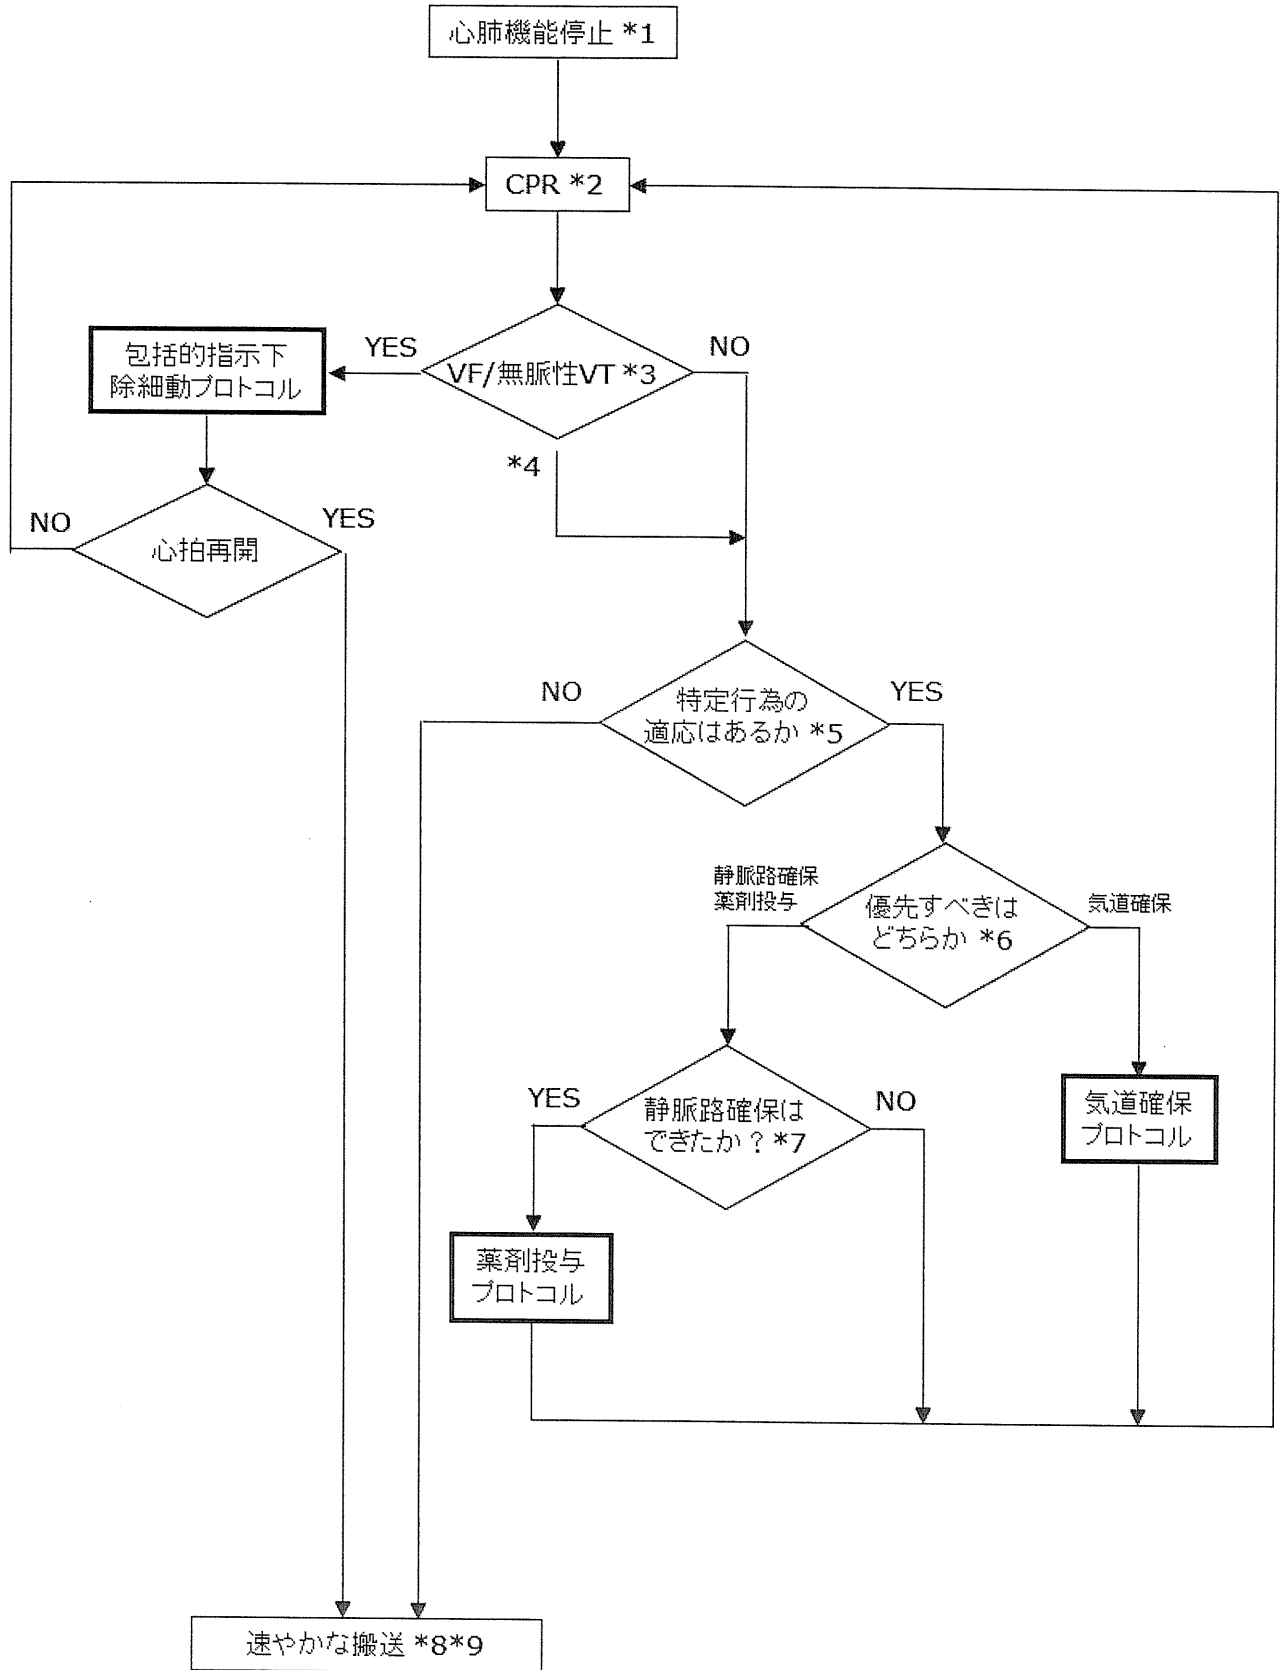 心肺機能停止 *1
CPR *2
YES
NO
VF/無脈性VT *3
包括的指示下
除細動プロトコル
*4
NO
YES
心拍再開
NO
YES
特定行為の
適応はあるか *5
静脈路確保
薬剤投与
優先すべきは
どちらか *6
気道確保
YES
NO
静脈路確保は
できたか？*7
気道確保
プロトコル
薬剤投与
プロトコル
速やかな搬送 *8*9